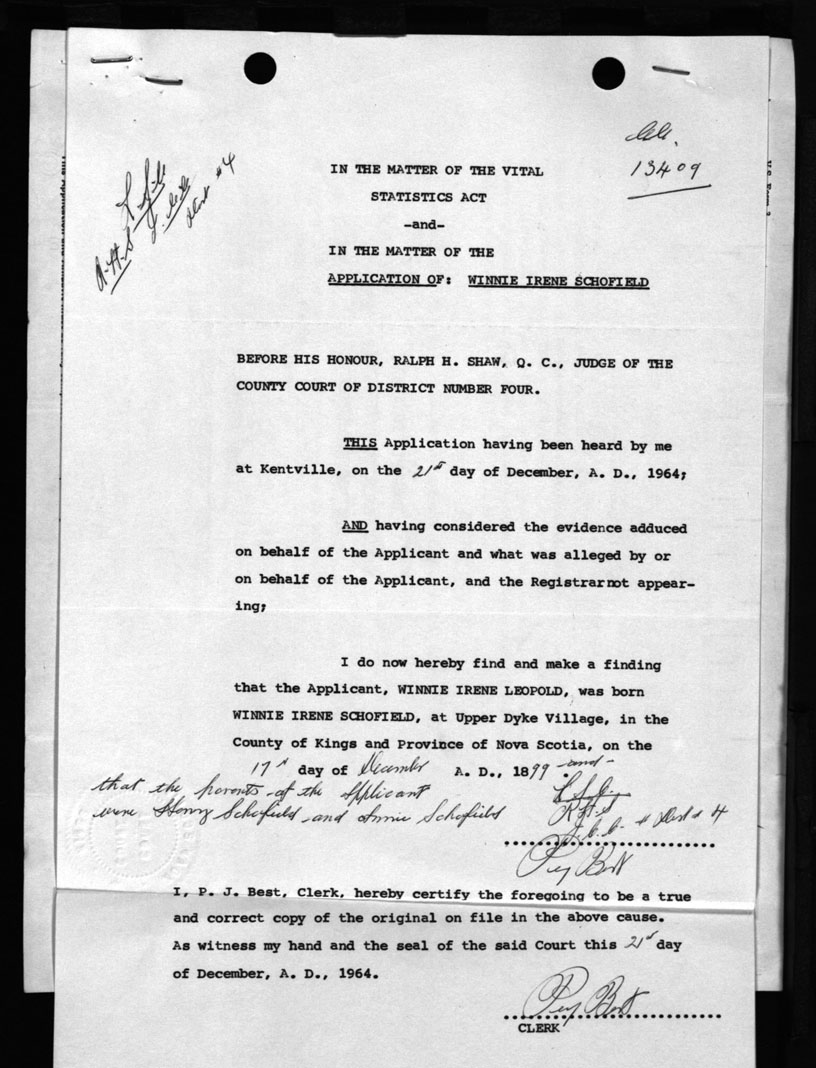 13409
#4
IN THE MATTER OF THE VITAL
STATISTICS ACT
-and-
IN THE MATTER OF THE
APPLICATION OF: WINNIE IRENE SCHOFIELD
BEFORE HIS HONOUR, RALPH H. SHAW, Q. C., JUDGE OF THE
COUNTY COURT OF DISTRICT NUMBER FOUR.
THIS Application having been heard by me
at Kentville, on the 21st day of December, A. D., 1964;
AND having considered the evidence adduced
on behalf of the Applicant and what was alleged by or
on behalf of the Applicant, and the Registrarnot appear-
ing;
I do now hereby find and make a finding
that the Applicant, WINNIE IRENE LEOPOLD, was born
WINNIE IRENE SCHOFIELD, at Upper Dyke Village, in the
County of Kings and Province of Nova Scotia, on the
17th day of December A. D., 1899. -and-
that the parents of the Applicant
were Henry Schofield and Annie Schofield
R H S
Dist # 4
I, P. J. Best, Clerk, hereby certify the foregoing to be a true
and correct copy of the original on file in the above cause.
As witness my hand and the seal of the said Court this 21st day
of December, A. D., 1964.
CLERK